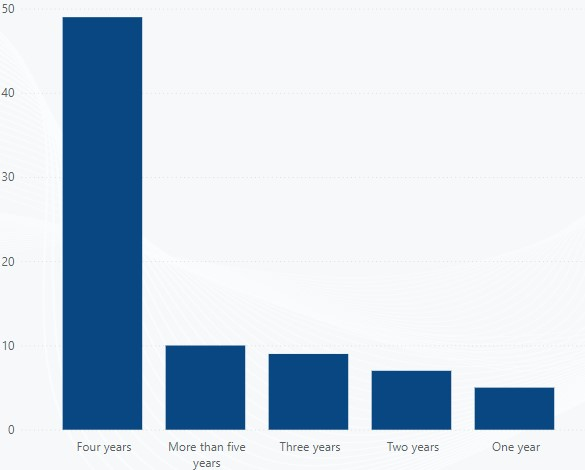 50
40
30
20
10
0
Four years
More than five
years
Three years
Two years
One year